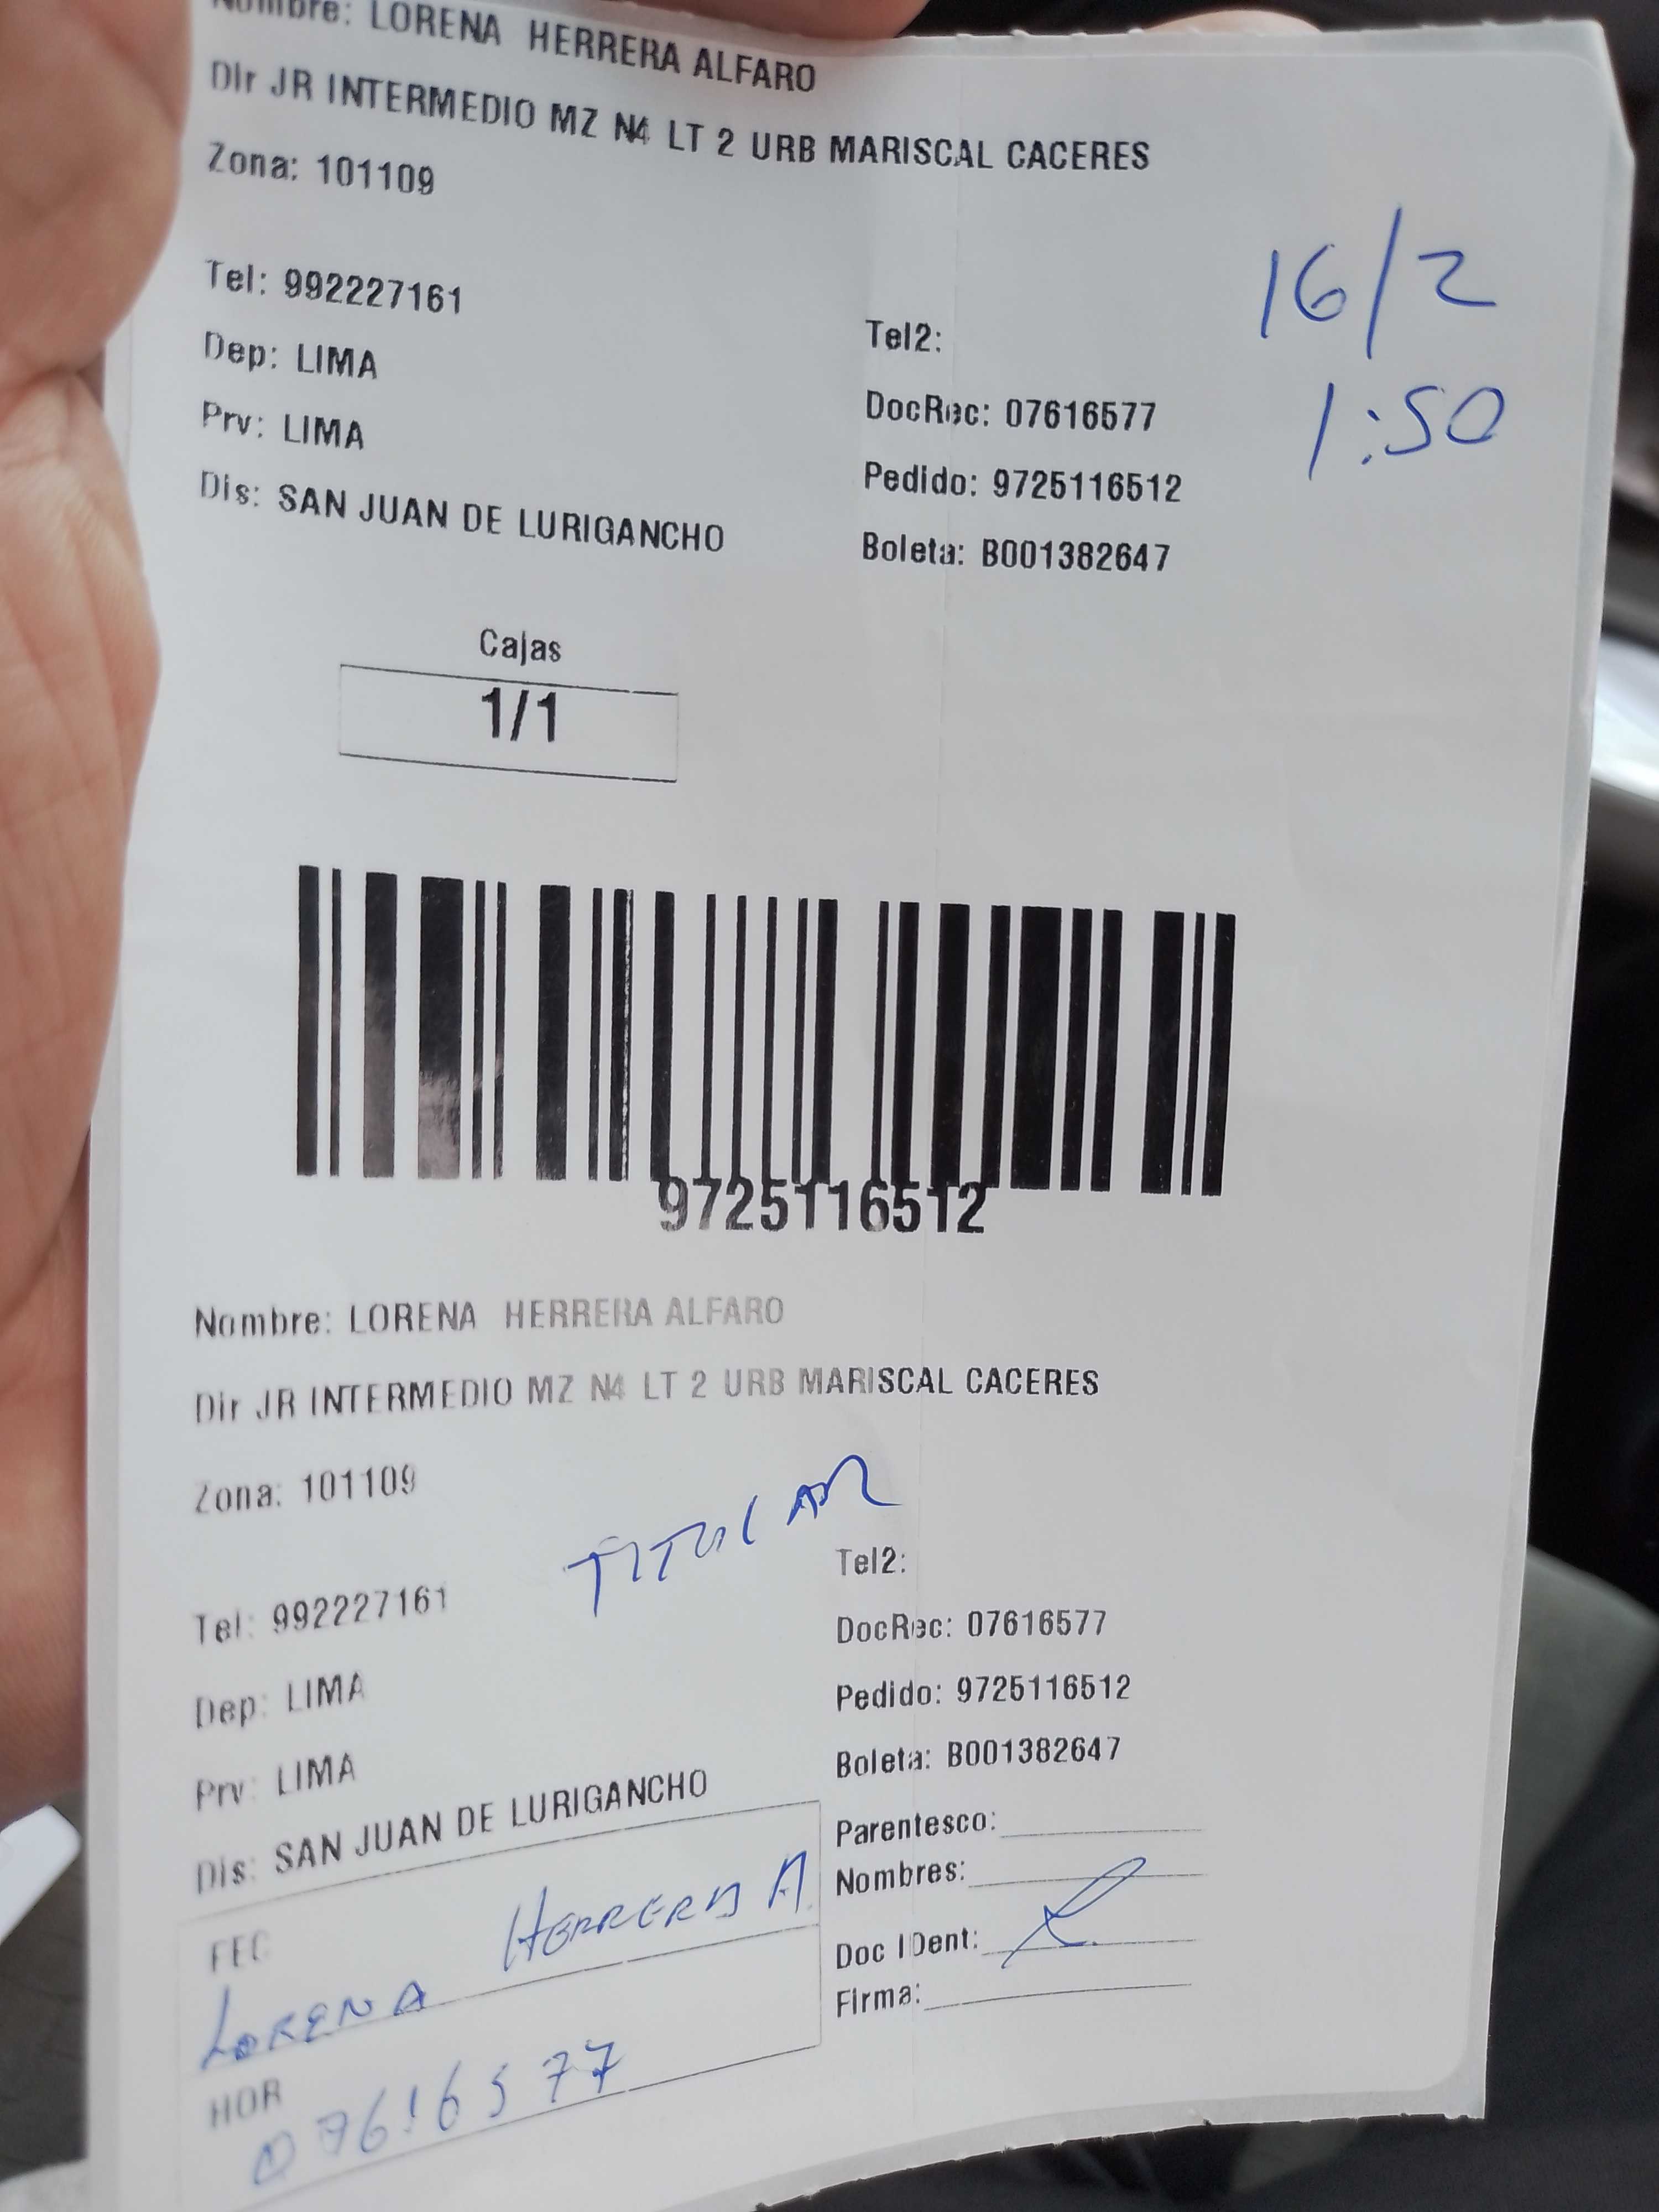 Nombre: LORENA HERRERA ALFARO
Dir JR INTERMEDIO MZ N4 LT 2 URB MARISCAL CACERES
Zona: 101109
16/2
Tel: 992227161
Tel2:
1:50
Dep: LIMA
DocRec: 07616577
Prv: LIMA
Pedido: 9725116512
Dis: SAN JUAN DE LURIGANCHO
Boleta: B001382647
Cajas
1/1
9725116512
Nombre: LORENA HERRERA ALFARO
Dir JR INTERMEDIO MZ N4 LT 2 URB MARISCAL CACERES
Zona: 101109
TITULAR
Tel2:
Tel: 992227161
DocRec: 07616577
Dep: LIMA
Pedido: 9725116512
Prv: LIMA
Boleta: B001382647
Dis: SAN JUAN DE LURIGANCHO
Parentesco:
Nombres:
FEC
LORENA HERRERA A.
Doc IDent:
Firma:
HOR
07616577